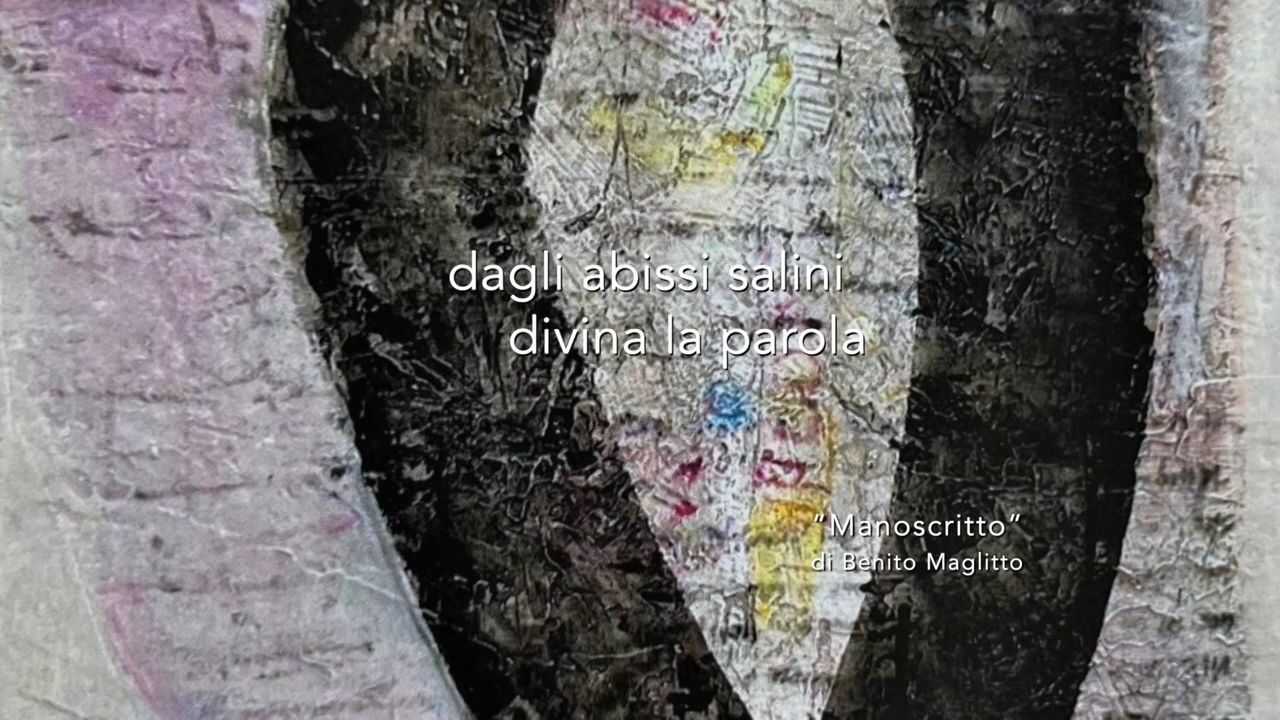 dagli abissi salini
divina la parola
“Manoscritto”
di Benito Maglitto